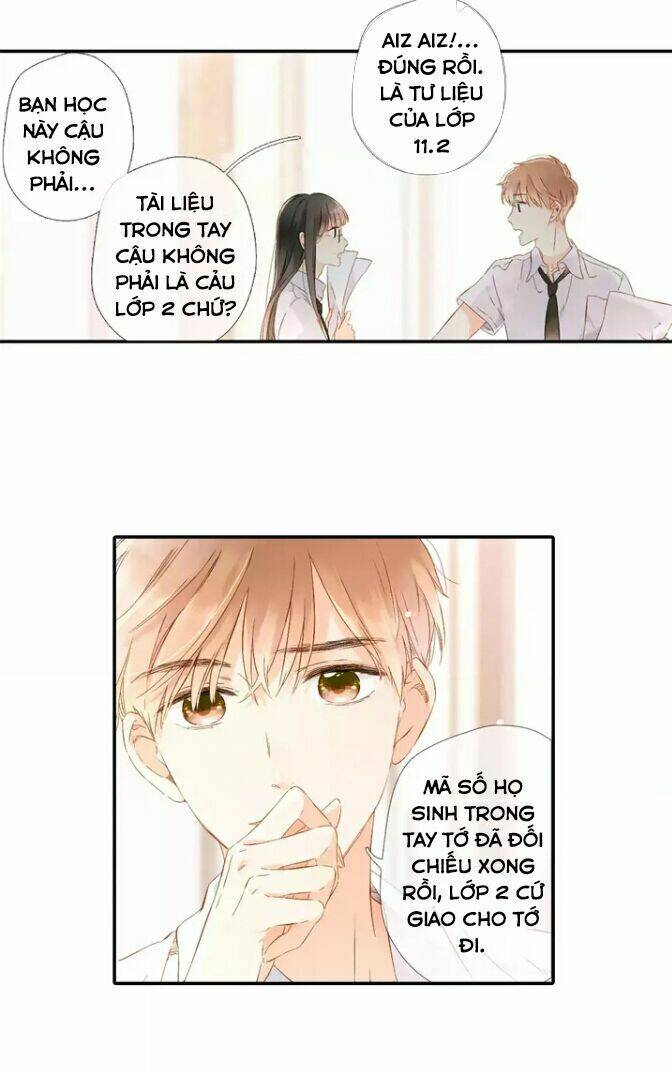 BẠN HỌC
NÀY CẬU
KHÔNG
PHẢI...
TÀI LIỆU
TRONG TAY
CẬU KHÔNG
PHẢI LÀ CẢU
LỚP 2 CHỨ?
AIZ AIZ!...
ĐÚNG RỒI.
LÀ TƯ LIỆU
CỦA LỚP
11.2
MÃ SỐ HỌ
SINH TRONG
TAY TỚ ĐÃ ĐỐI
CHIẾU XONG
RỒI, LỚP 2 CỨ
GIAO CHO TỚ
ĐI.